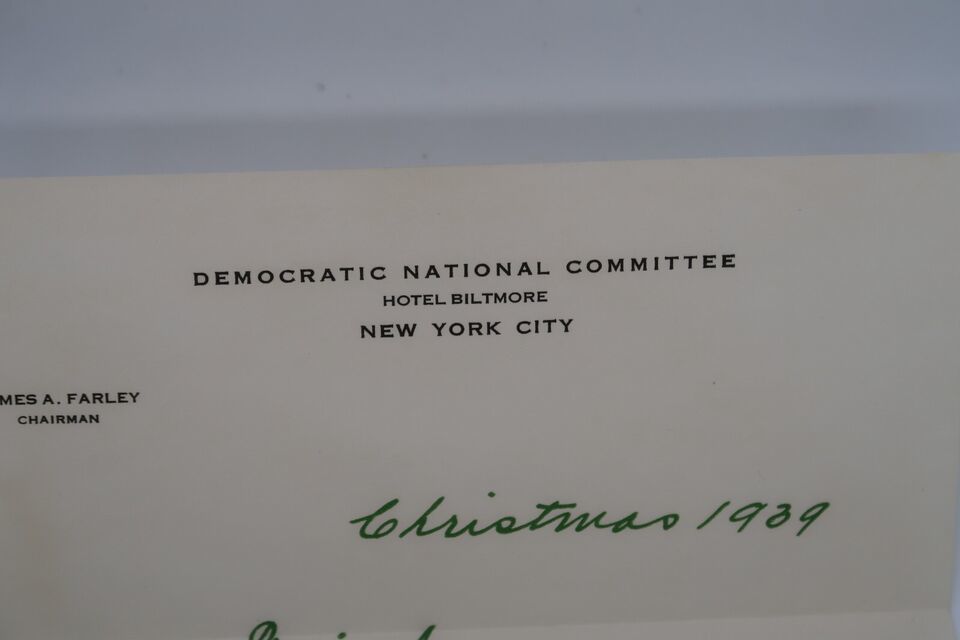 DEMOCRATIC NATIONAL COMMITTEE
HOTEL BILTMORE
NEW YORK CITY
MES A. FARLEY
CHAIRMAN
Christmas 1939